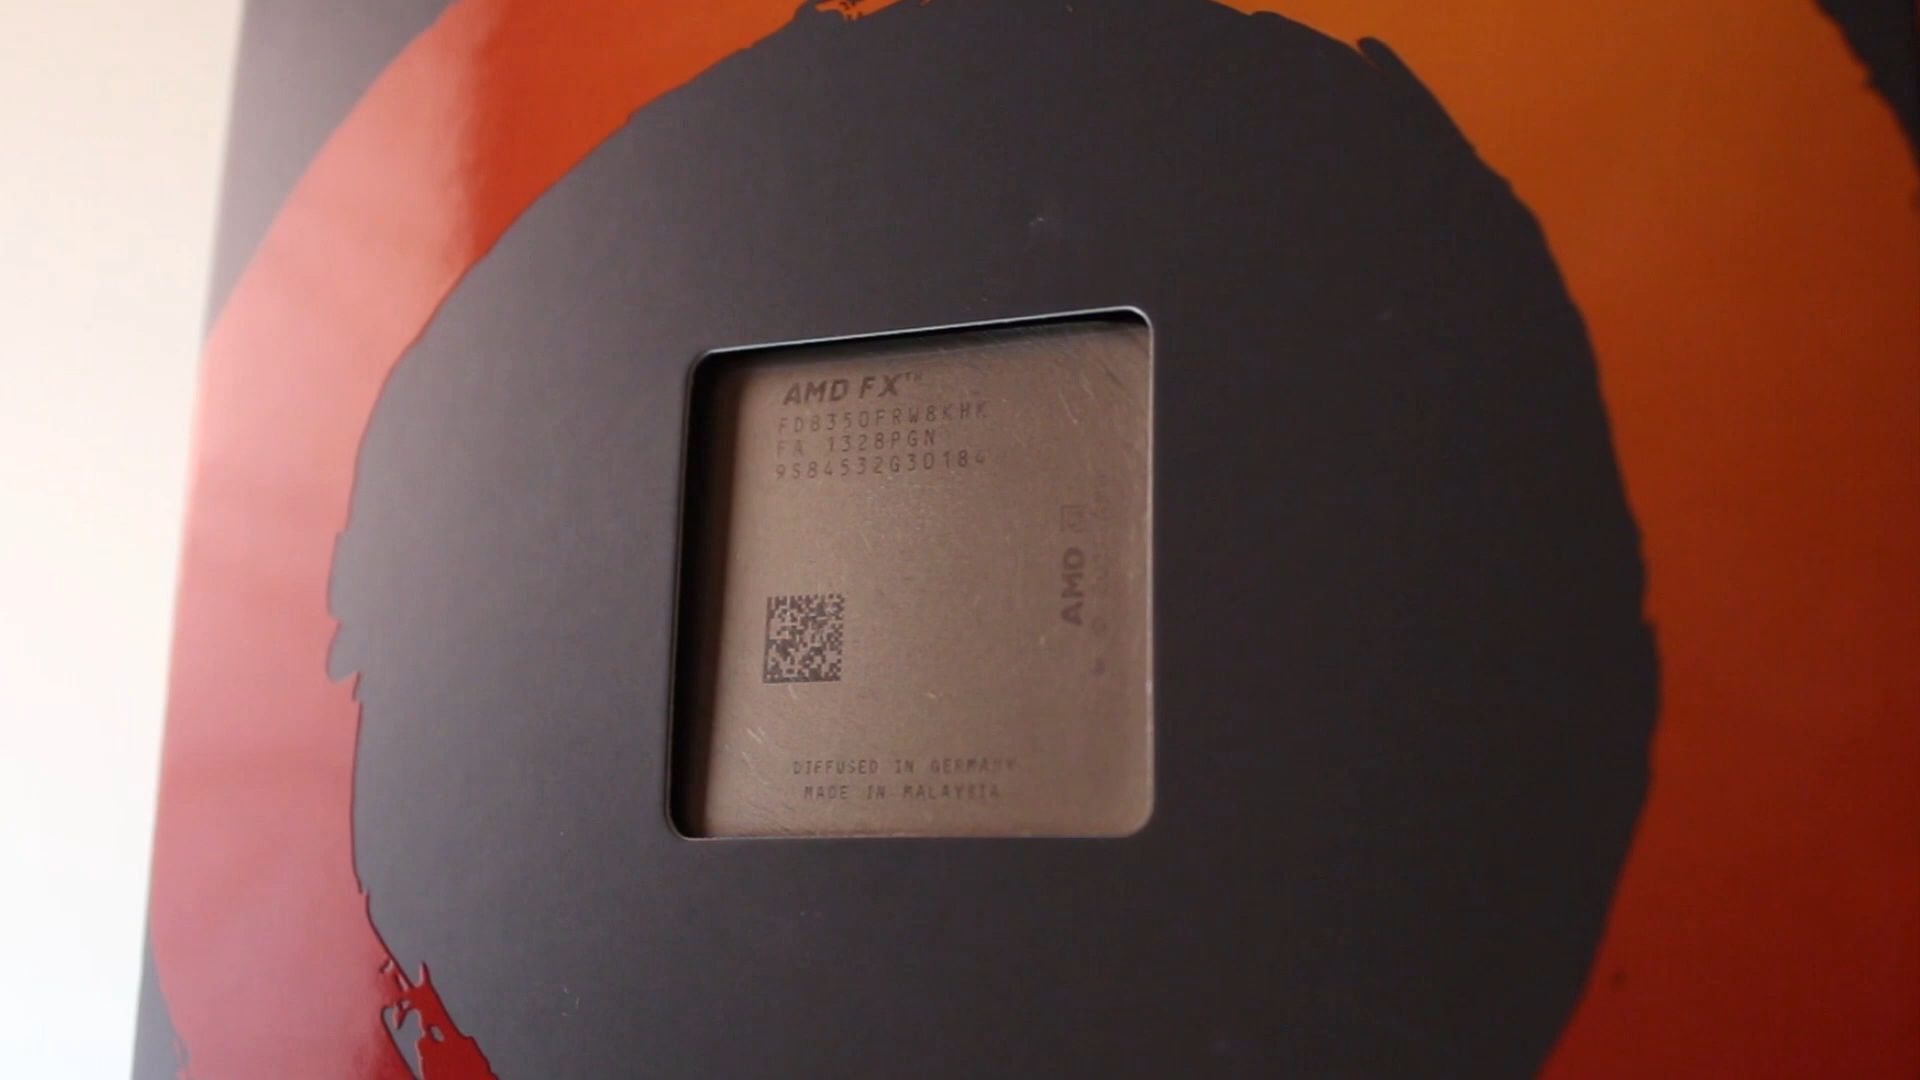 AMD FX™
FD8350FRW8KHK
FA 1328PGN
9S84532G30184
AMD
DIFFUSED IN GERMANY
MADE IN MALAYSIA